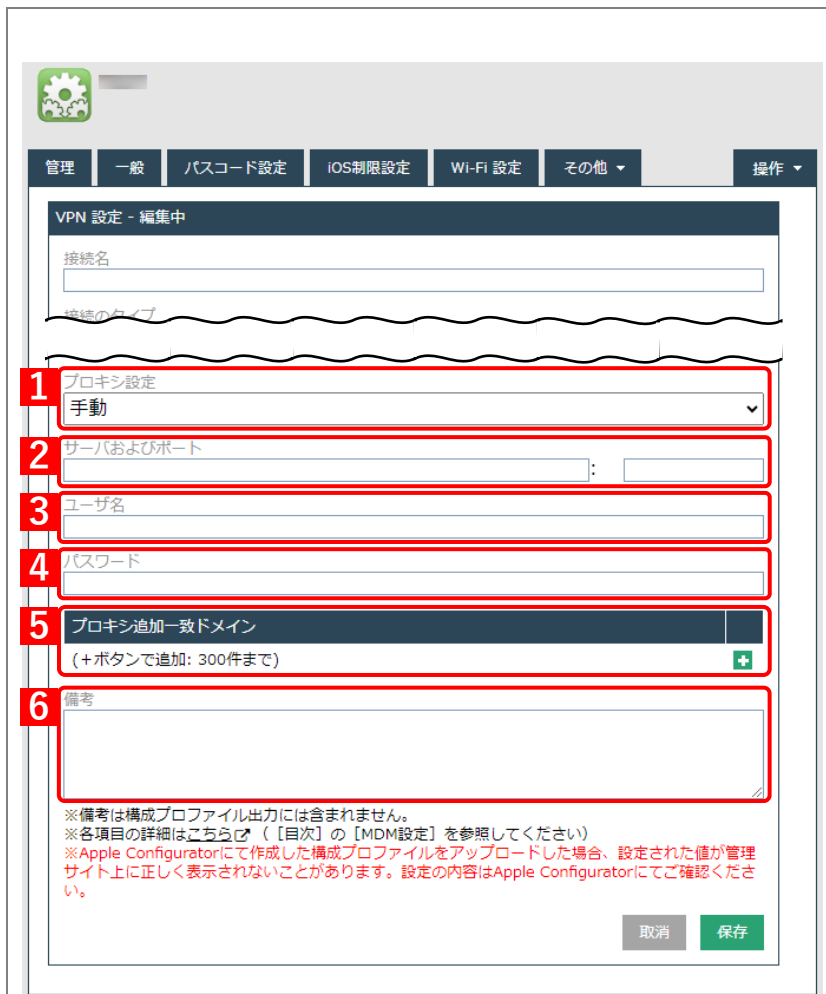 管理 一般 パスコード設定 iOS制限設定 Wi-Fi 設定 その他 操作
VPN 設定 - 編集中
接続名
接続のタイプ
1 プロキシ設定
手動
2 サーバおよびポート
:
3 ユーザ名
4 パスワード
5 プロキシ追加一致ドメイン
(+ボタンで追加: 300件まで)
6 備考
※備考は構成プロファイル出力には含まれません。
※各項目の詳細はこちら（［目次］の［MDM設定］を参照してください）
※Apple Configuratorにて作成した構成プロファイルをアップロードした場合、設定された値が管理
サイト上に正しく表示されないことがあります。設定の内容はApple Configuratorにてご確認くださ
い。
取消 保存